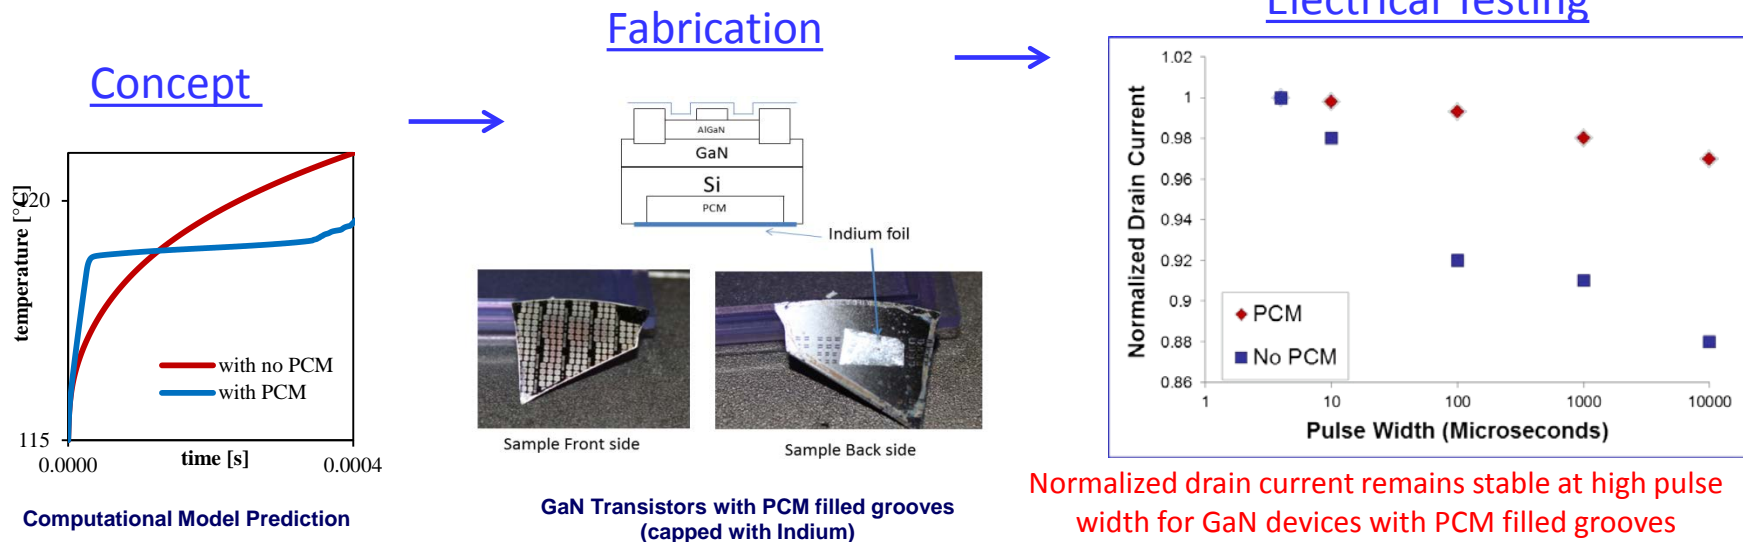 Concept
temperature [°C]
120
115
0.0000
time [s]
0.0004
with no PCM
with PCM
Computational Model Prediction
Fabrication
AlGaN
GaN
Si
PCM
Indium foil
Sample Front side
Sample Back side
GaN Transistors with PCM filled grooves
(capped with Indium)
Electrical Testing
Normalized Drain Current
1.02
1
0.98
0.96
0.94
0.92
0.9
0.88
0.86
PCM
No PCM
1
10
100
1000
10000
Pulse Width (Microseconds)
Normalized drain current remains stable at high pulse
width for GaN devices with PCM filled grooves